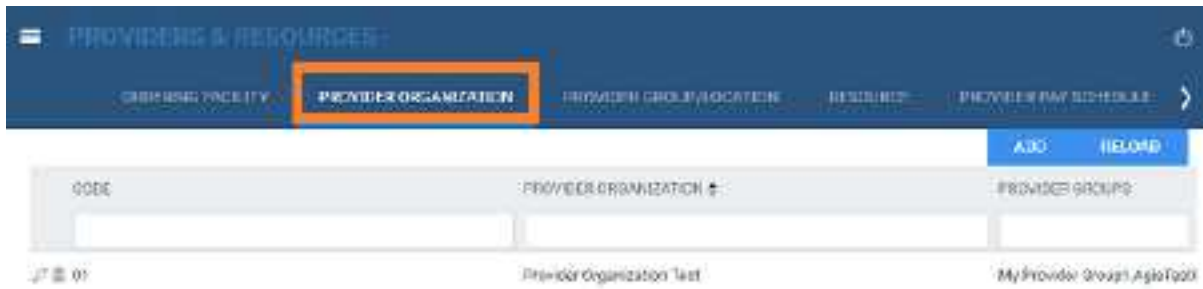 PROVIDERS & RESOURCES
ORDERING FACILITY PROVIDER ORGANIZATION PROVIDER GROUP/LOCATION RESOURCE PROVIDER PAY SCHEDULE
ADD RELOAD
CODE PROVIDER ORGANIZATION PROVIDER GROUPS
01 Provider Organization Test My Provider Group1